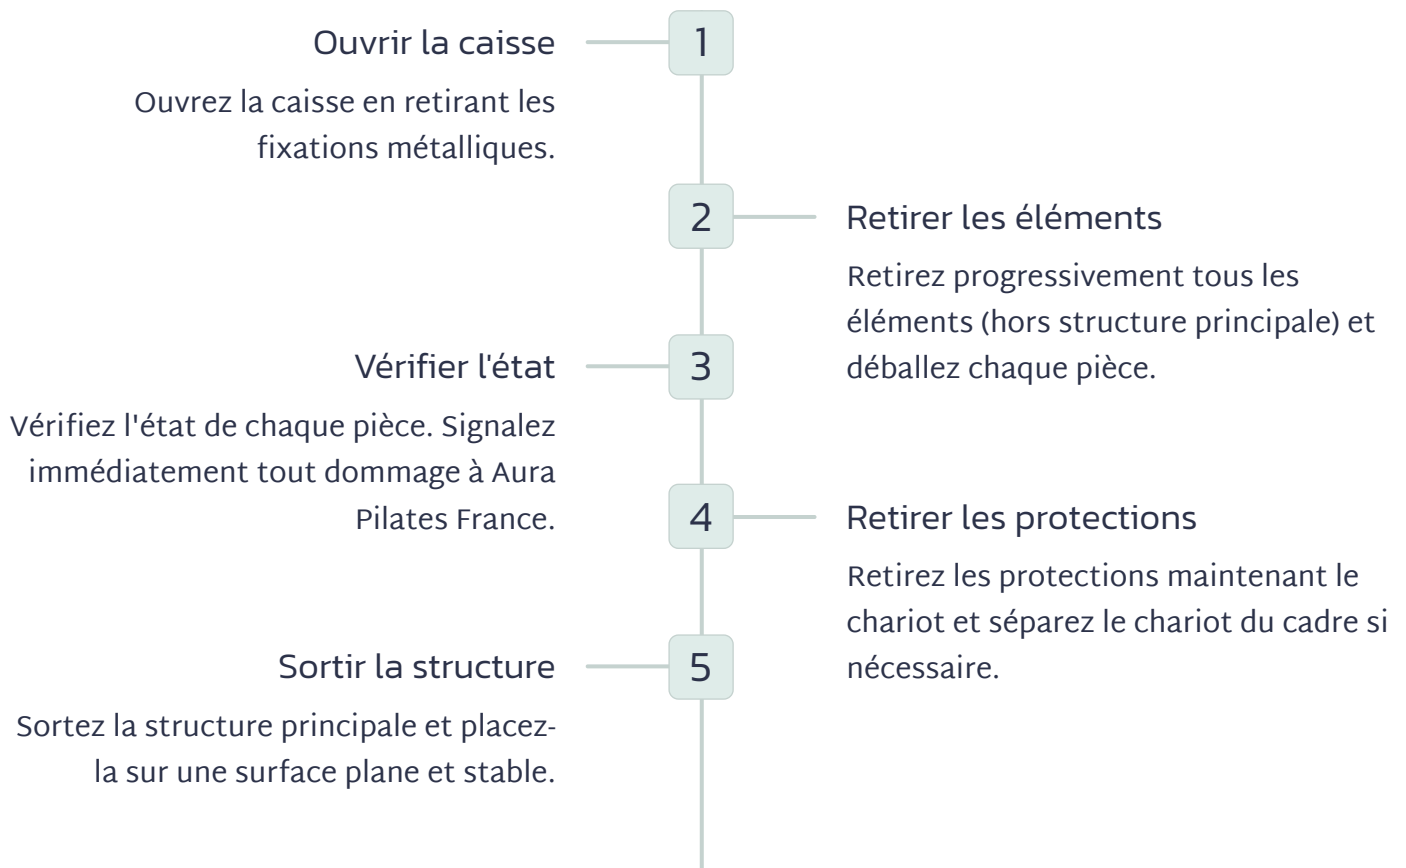 Ouvrir la caisse
1
Ouvrez la caisse en retirant les
fixations métalliques.
2
Retirer les éléments
Retirez progressivement tous les
éléments (hors structure principale) et
déballez chaque pièce.
Vérifier l'état
3
Vérifiez l'état de chaque pièce. Signalez
immédiatement tout dommage à Aura
Pilates France.
4
Retirer les protections
Retirez les protections maintenant le
chariot et séparez le chariot du cadre si
nécessaire.
Sortir la structure
5
Sortez la structure principale et placez-
la sur une surface plane et stable.